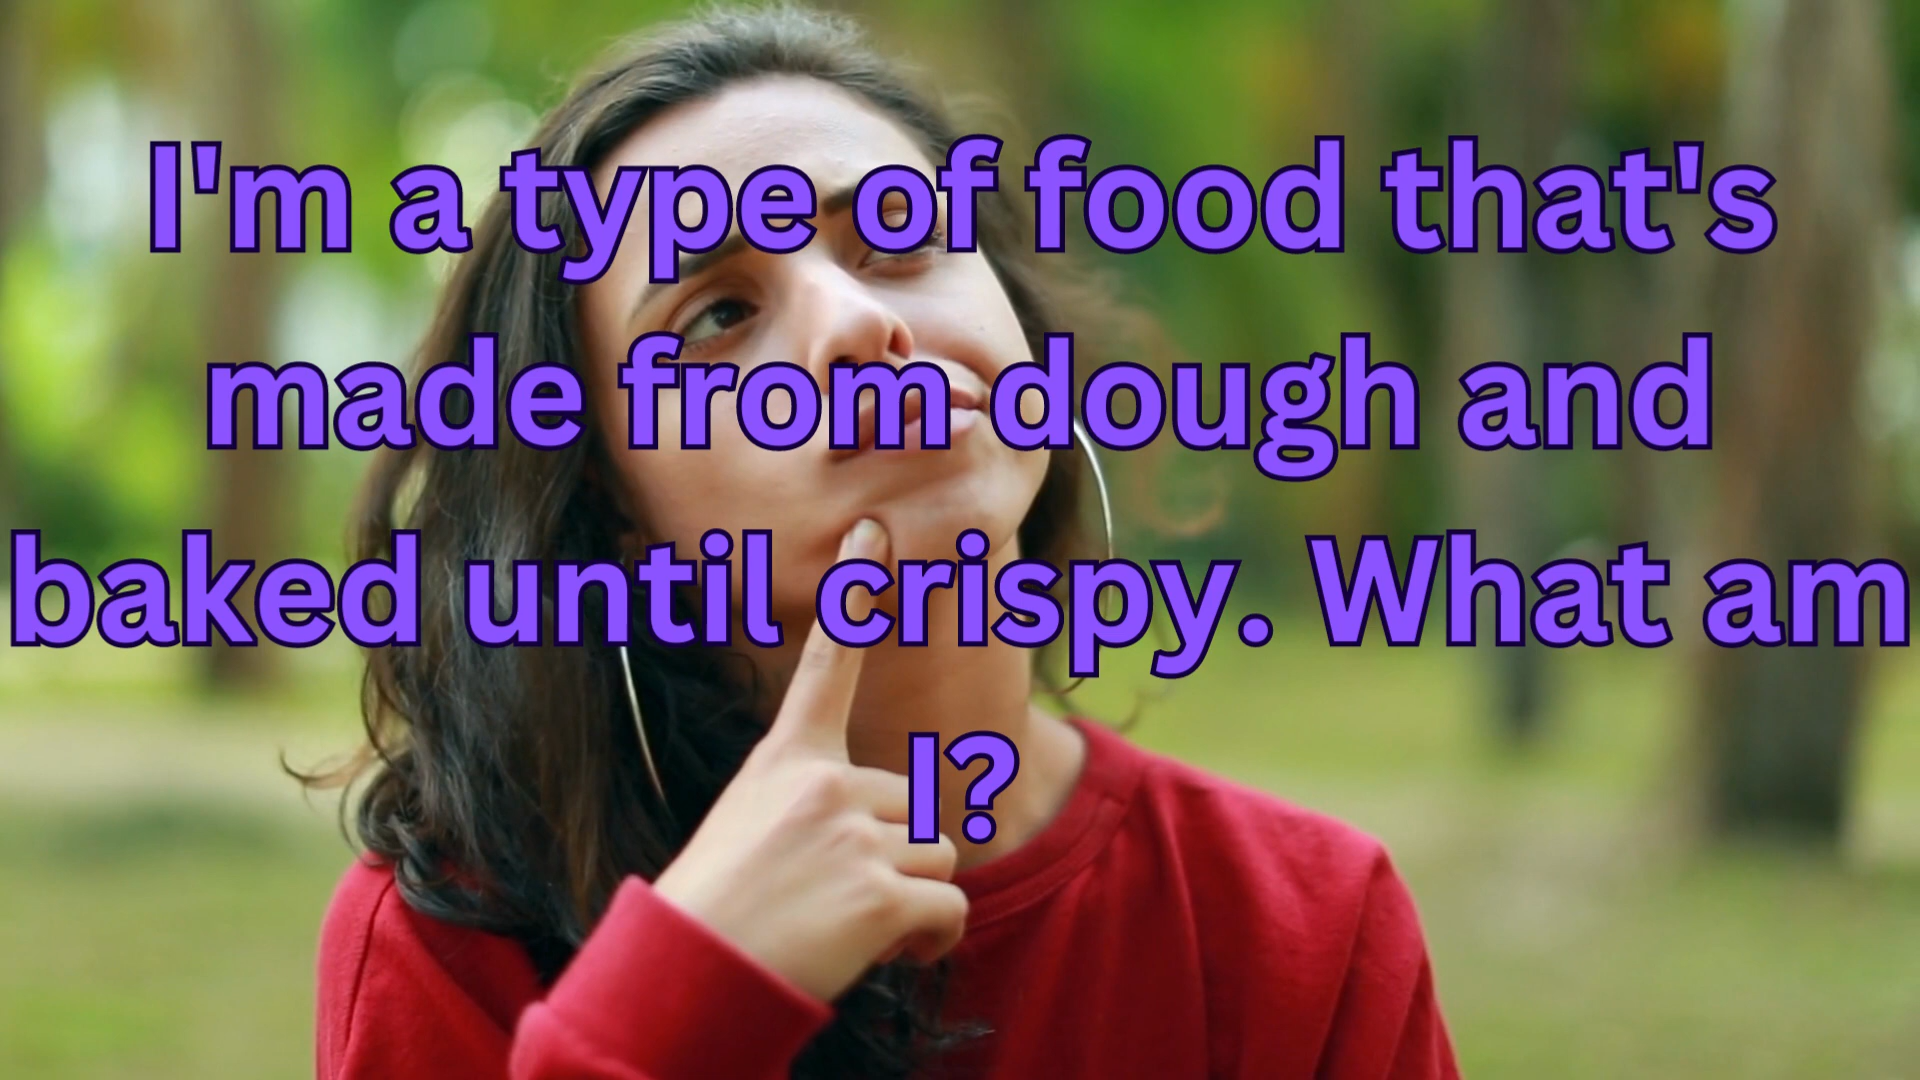 I'm a type of food that's
made from dough and
baked until crispy. What am
I?